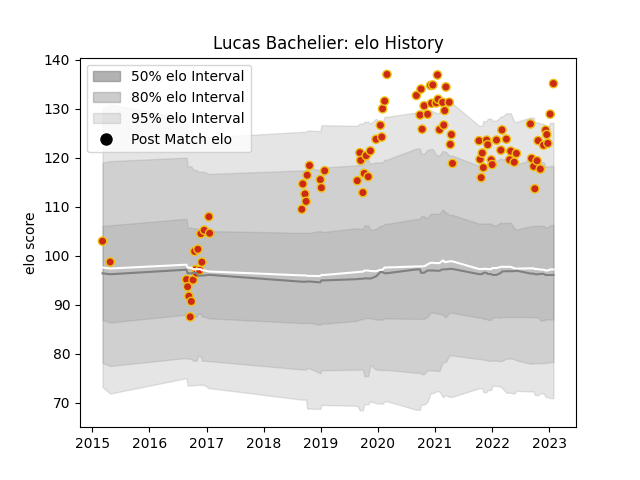 Lucas Bachelier: elo History
140
130
120
110
100
90
80
70
elo score
50% elo Interval
80% elo Interval
95% elo Interval
Post Match elo
2015 2016 2017 2018 2019 2020 2021 2022 2023